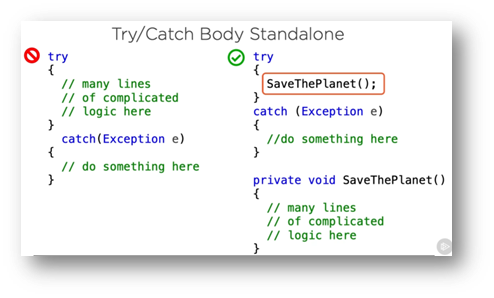 Try/Catch Body Standalone
try
{
// many lines
// of complicated
// logic here
}
catch(Exception e)
{
// do something here
}
try
{
SaveThePlanet();
}
catch (Exception e)
{
//do something here
}
private void SaveThePlanet()
{
// many lines
// of complicated
// logic here
}